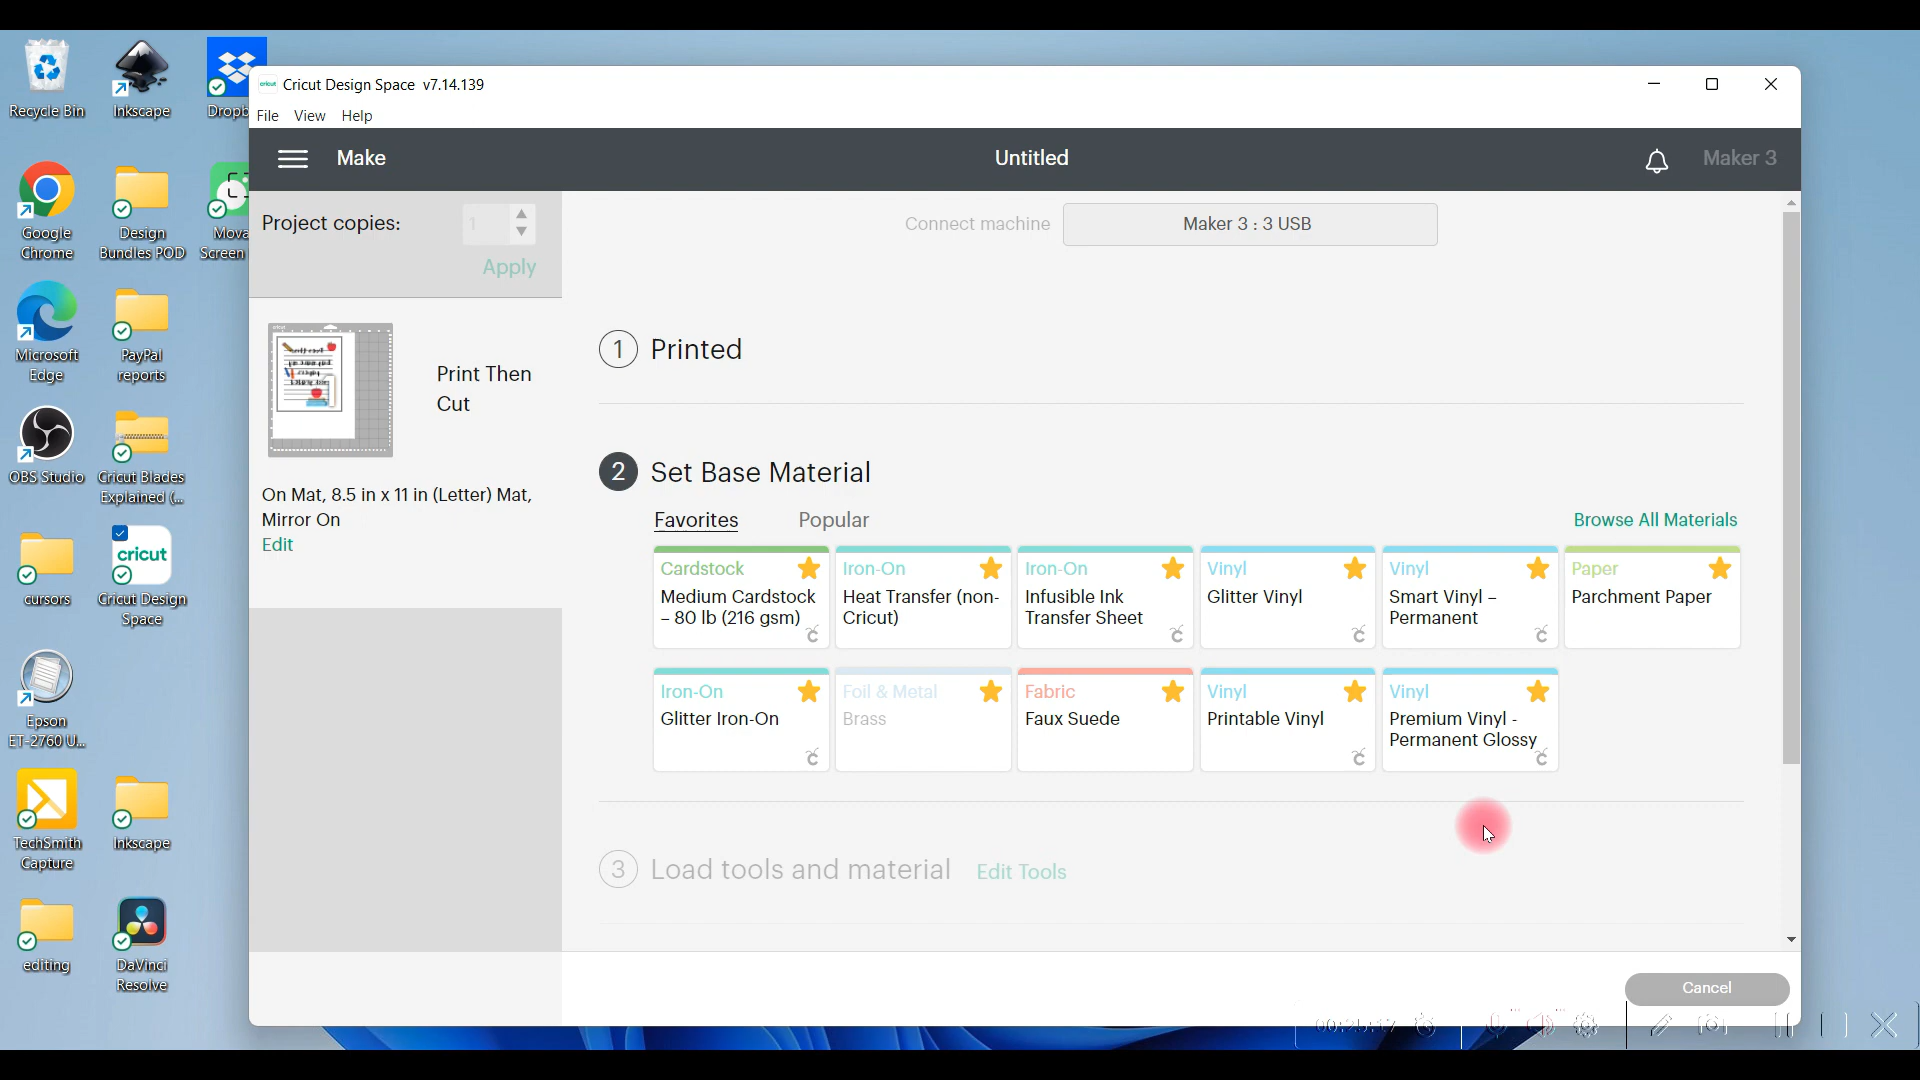 Recycle Bin
Inkscape
Dropb
Google
Chrome
Design
Bundles POD
Mova
Screen
Microsoft
Edge
PayPal
reports
OBS Studio
Cricut Blades
Explained (...
cursors
cricut
Cricut Design
Space
Epson
ET-2760 U...
TechSmith
Capture
Inkscape
editing
DaVinci
Resolve
cricut
Cricut Design Space v7.14.139
File View Help
Make
Untitled
Maker 3
Project copies:
1
Apply
Connect machine
Maker 3 : 3 USB
Print Then
Cut
On Mat, 8.5 in x 11 in (Letter) Mat,
Mirror On
Edit
1 Printed
2 Set Base Material
Favorites Popular Browse All Materials
Cardstock
Medium Cardstock
– 80 lb (216 gsm)
Iron-On
Heat Transfer (non-
Cricut)
Iron-On
Infusible Ink
Transfer Sheet
Vinyl
Glitter Vinyl
Vinyl
Smart Vinyl –
Permanent
Paper
Parchment Paper
Iron-On
Glitter Iron-On
Foil & Metal
Brass
Fabric
Faux Suede
Vinyl
Printable Vinyl
Vinyl
Premium Vinyl -
Permanent Glossy
3 Load tools and material Edit Tools
Cancel